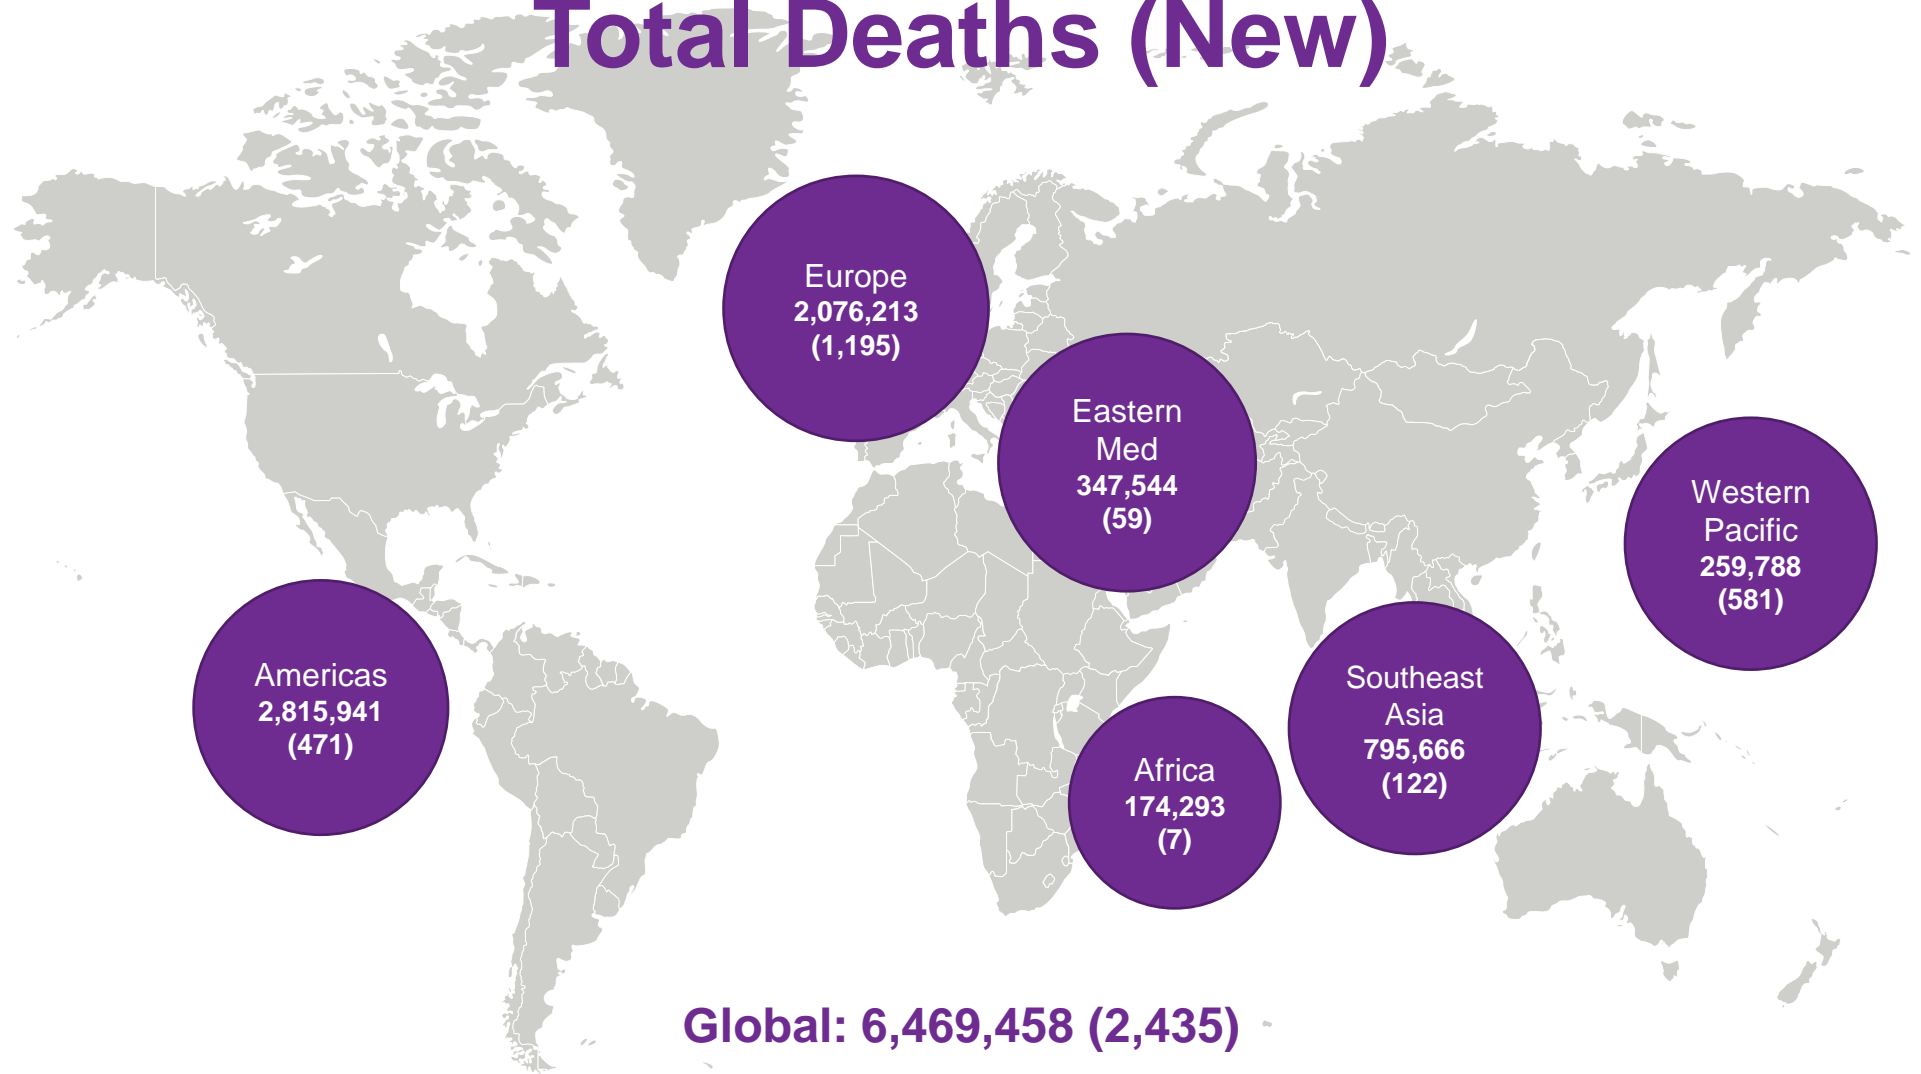 Total Deaths (New)
Europe
2,076,213
(1,195)
Eastern
Med
347,544
(59)
Western
Pacific
259,788
(581)
Americas
2,815,941
(471)
Southeast
Asia
795,666
(122)
Africa
174,293
(7)
Global: 6,469,458 (2,435)